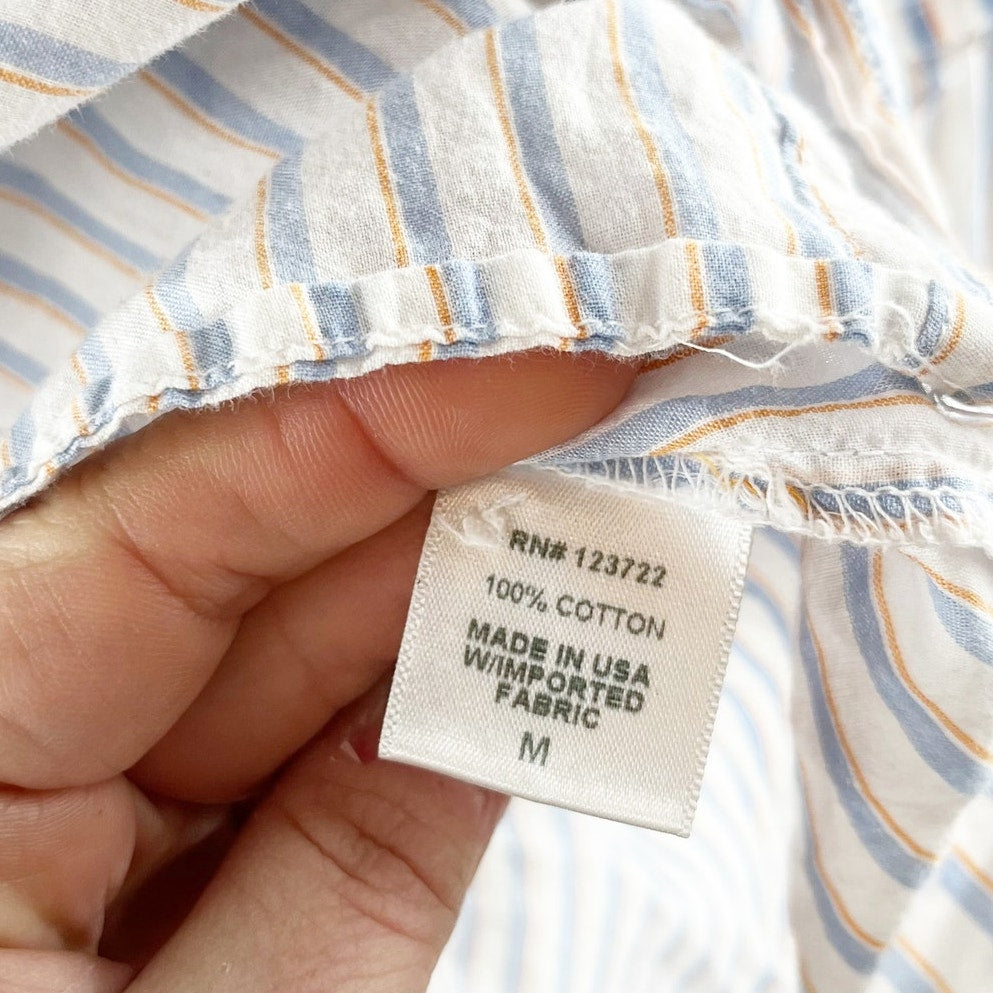 RN# 123722
100% COTTON
MADE IN USA
W/IMPORTED
FABRIC
M